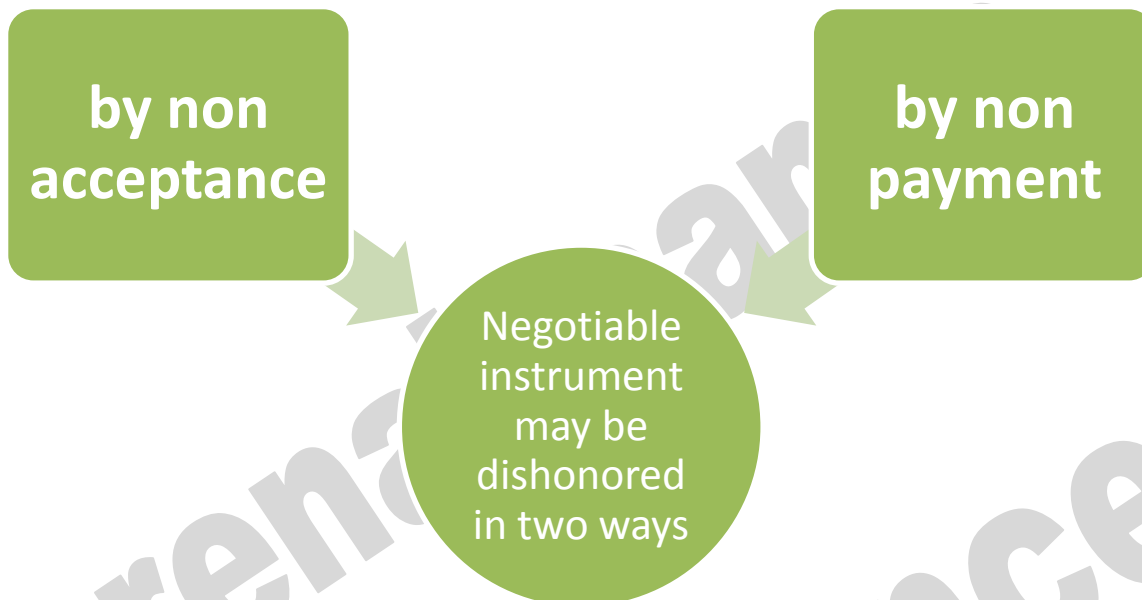 by non
acceptance
by non
payment
Negotiable
instrument
may be
dishonored
in two ways